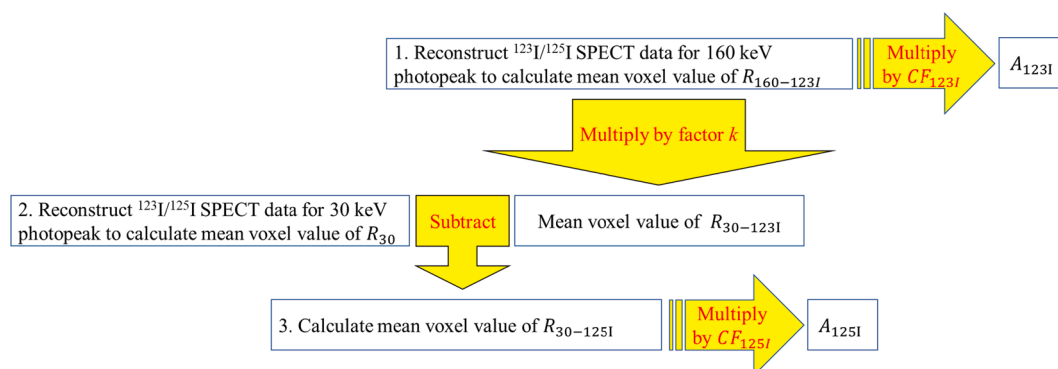 1. Reconstruct ¹²³I/¹²⁵I SPECT data for 160 keV
photopeak to calculate mean voxel value of R₁₆₀₋₁₂₃I
Multiply
by CF₁₂₃I
A₁₂₃I
Multiply by factor k
2. Reconstruct ¹²³I/¹²⁵I SPECT data for 30 keV
photopeak to calculate mean voxel value of R₃₀
Subtract
Mean voxel value of R₃₀₋₁₂₃I
3. Calculate mean voxel value of R₃₀₋₁₂₅I
Multiply
by CF₁₂₅I
A₁₂₅I